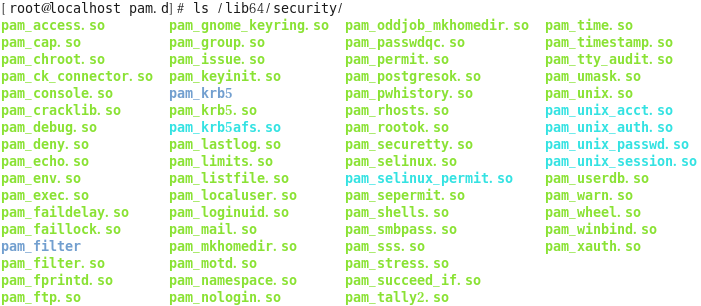 [root@localhost pam.d]# ls /lib64/security/
pam_access.so pam_gnome_keyring.so pam_oddjob_mkhomedir.so pam_time.so
pam_cap.so pam_group.so pam_passwdqc.so pam_timestamp.so
pam_chroot.so pam_issue.so pam_permit.so pam_tty_audit.so
pam_ck_connector.so pam_keyinit.so pam_postgresok.so pam_umask.so
pam_console.so pam_krb5 pam_pwhistory.so pam_unix.so
pam_cracklib.so pam_krb5.so pam_rhosts.so pam_unix_acct.so
pam_debug.so pam_krb5afs.so pam_rootok.so pam_unix_auth.so
pam_deny.so pam_lastlog.so pam_securetty.so pam_unix_passwd.so
pam_echo.so pam_limits.so pam_selinux.so pam_unix_session.so
pam_env.so pam_listfile.so pam_selinux_permit.so pam_userdb.so
pam_exec.so pam_localuser.so pam_sepermit.so pam_warn.so
pam_faildelay.so pam_loginuid.so pam_shells.so pam_wheel.so
pam_faillock.so pam_mail.so pam_smbpass.so pam_winbind.so
pam_filter pam_mkhomedir.so pam_sss.so pam_xauth.so
pam_filter.so pam_motd.so pam_stress.so
pam_fprintd.so pam_namespace.so pam_succeed_if.so
pam_ftp.so pam_nologin.so pam_tally2.so